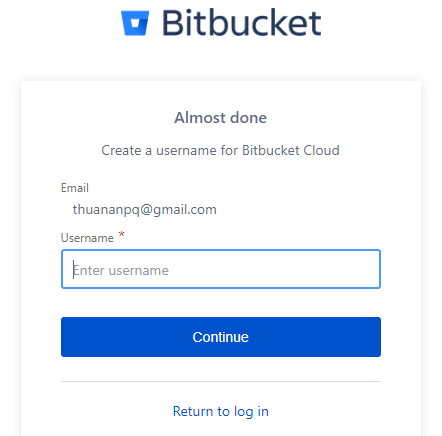 Bitbucket
Almost done
Create a username for Bitbucket Cloud
Email
thuananpq@gmail.com
Username *
Enter username
Continue
Return to log in